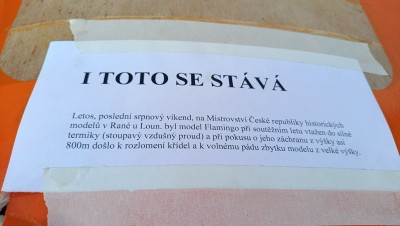 I TOTO SE STÁVÁ
Letos, poslední srpnový víkend, na Mistrovství České republiky historických
modelů v Rané u Loun. byl model Flamingo při soutěžním letu vtažen do silné
termiky (stoupavý vzdušný proud) a při pokusu o jeho záchranu z výšky asi
800m došlo k rozlomení křídel a k volnému pádu zbytku modelu z velké výšky.